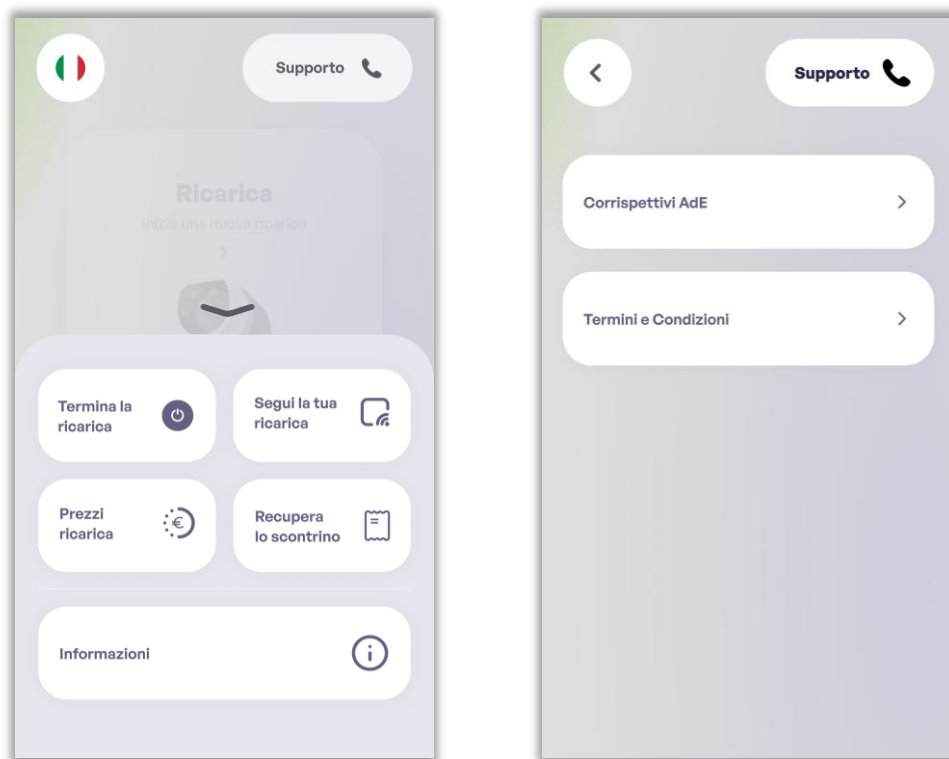 Supporto
Ricarica
inizia una nuova ricarica
Termina la
ricarica
Segui la tua
ricarica
Prezzi
ricarica
€
Recupera
lo scontrino
Informazioni
i
Supporto
Corrispettivi AdE
Termini e Condizioni